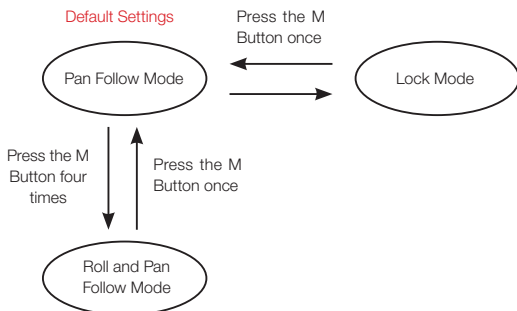 Default Settings
Press the M
Button once
Pan Follow Mode
Lock Mode
Press the M
Button four
times
Press the M
Button once
Roll and Pan
Follow Mode